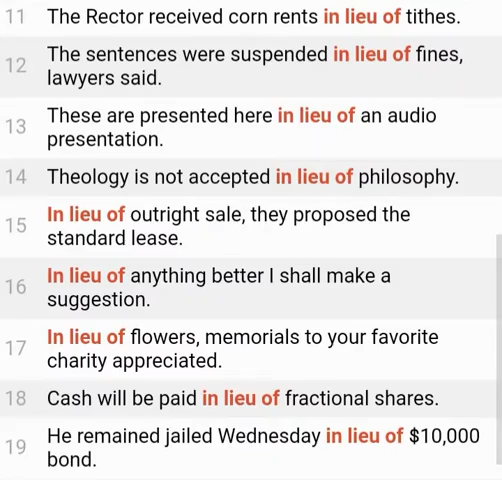 11 The Rector received corn rents in lieu of tithes.
12 The sentences were suspended in lieu of fines,
lawyers said.
13 These are presented here in lieu of an audio
presentation.
14 Theology is not accepted in lieu of philosophy.
15 In lieu of outright sale, they proposed the
standard lease.
16 In lieu of anything better I shall make a
suggestion.
17 In lieu of flowers, memorials to your favorite
charity appreciated.
18 Cash will be paid in lieu of fractional shares.
19 He remained jailed Wednesday in lieu of $10,000
bond.